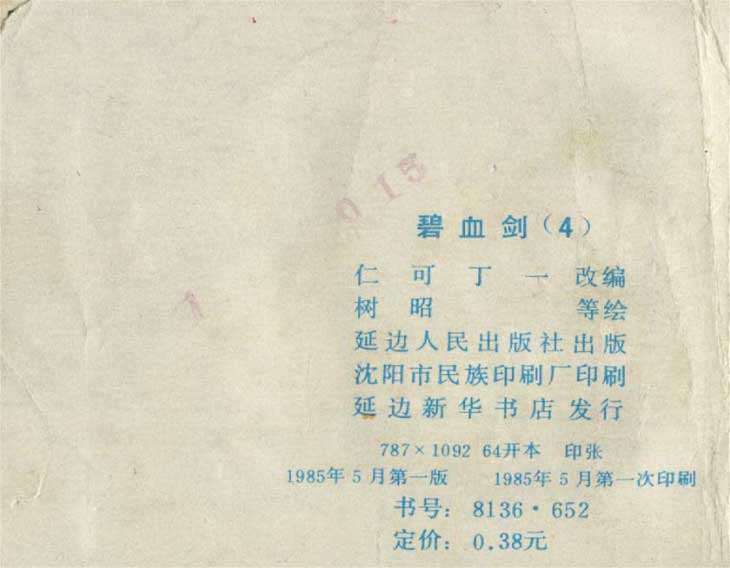 0.15
1
碧血剑（4）
仁可丁一 改编
树昭 等绘
延边人民出版社出版
沈阳市民族印刷厂印刷
延边新华书店发行
787×1092 64开本 印张
1985年5月第一版 1985年5月第一次印刷
书号：8136·652
定价：0.38元